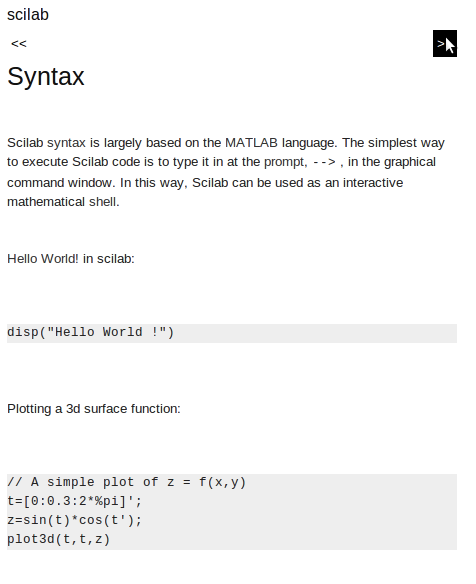 scilab
<<
>
Syntax
Scilab syntax is largely based on the MATLAB language. The simplest way
to execute Scilab code is to type it in at the prompt, --> , in the graphical
command window. In this way, Scilab can be used as an interactive
mathematical shell.
Hello World! in scilab:
disp("Hello World !")
Plotting a 3d surface function:
// A simple plot of z = f(x,y)
t=[0:0.3:2*%pi]';
z=sin(t)*cos(t');
plot3d(t,t,z)